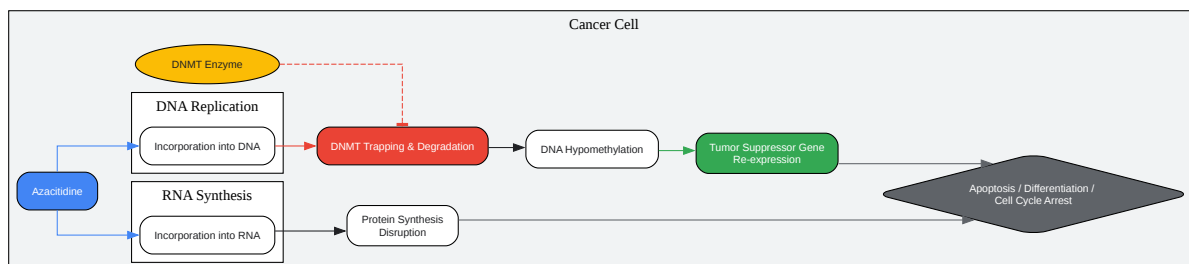 Cancer Cell
DNMT Enzyme
DNA Replication
Incorporation into DNA
DNMT Trapping & Degradation
DNA Hypomethylation
Tumor Suppressor Gene
Re-expression
Azacitidine
RNA Synthesis
Incorporation into RNA
Protein Synthesis
Disruption
Apoptosis / Differentiation /
Cell Cycle Arrest